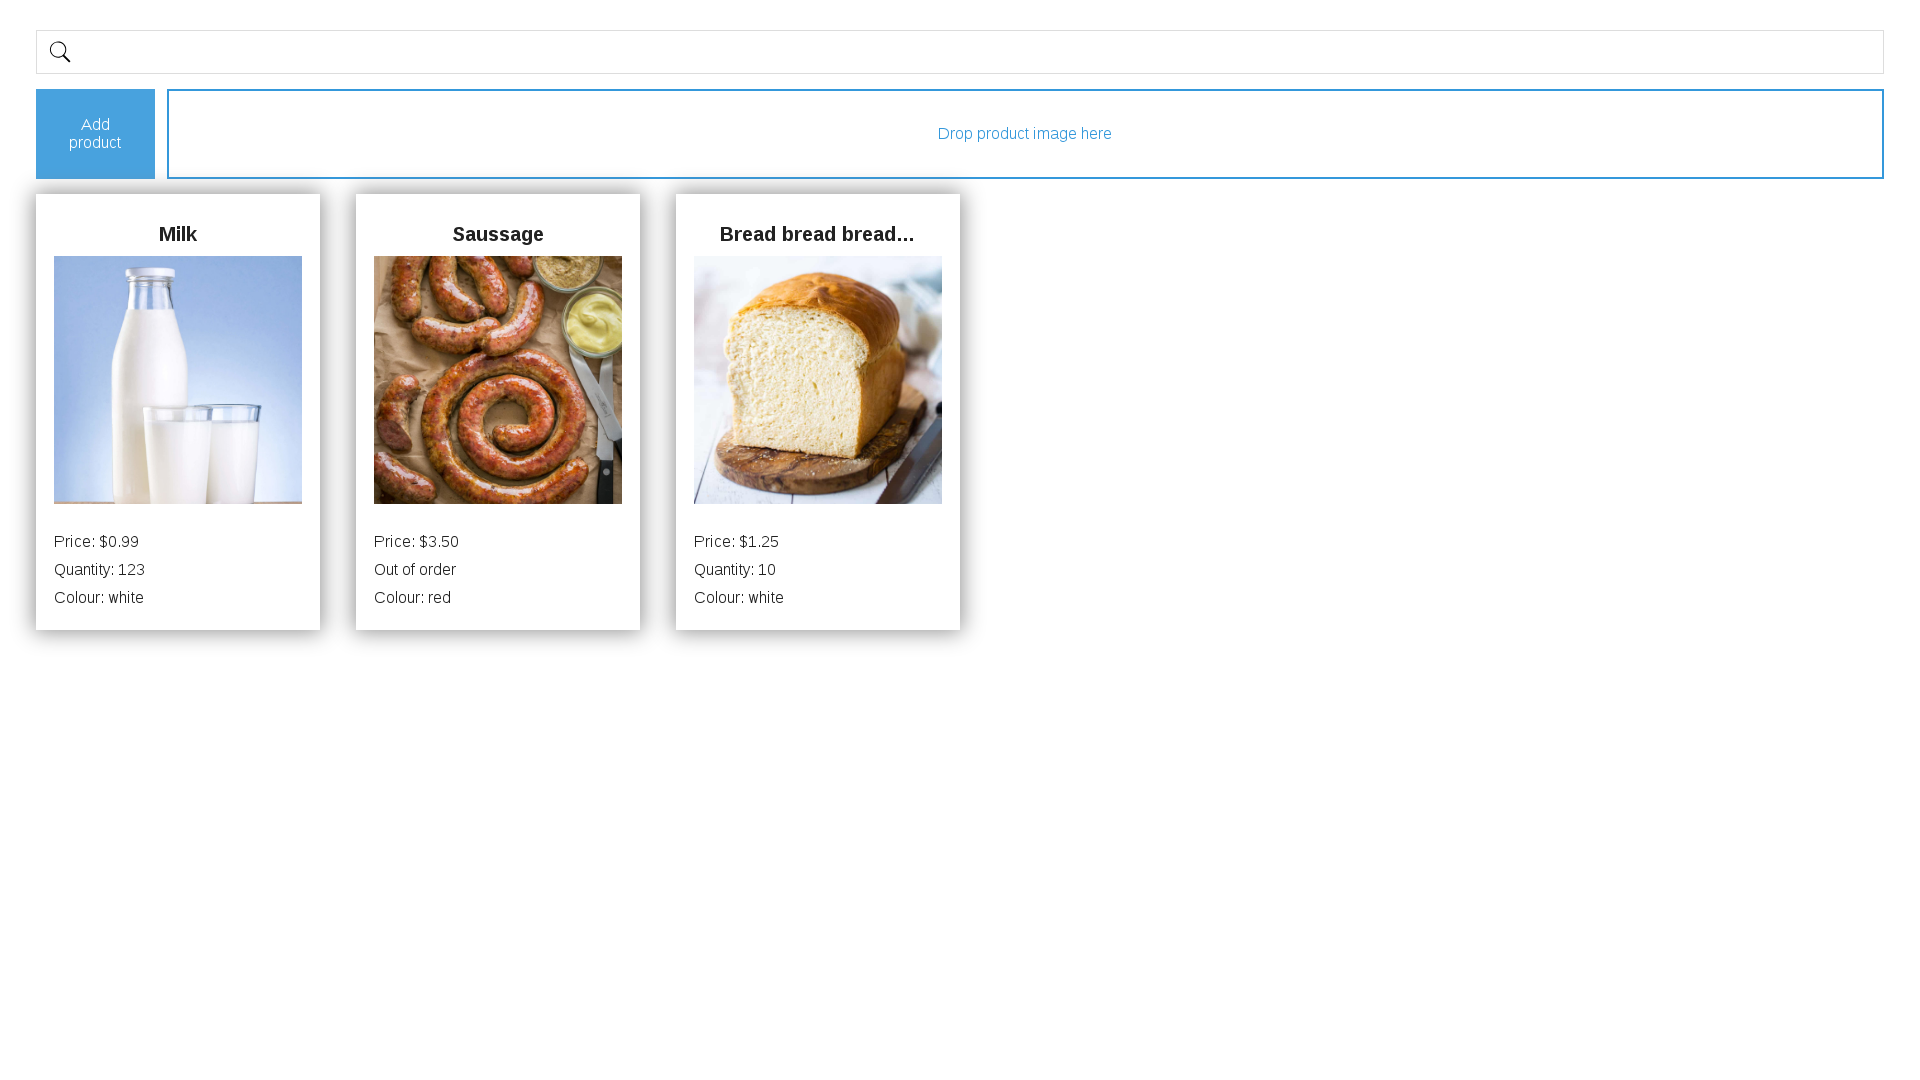 Add
product
Drop product image here
Milk
Saussage
Bread bread bread...
Price: $0.99
Quantity: 123
Colour: white
Price: $3.50
Out of order
Colour: red
Price: $1.25
Quantity: 10
Colour: white